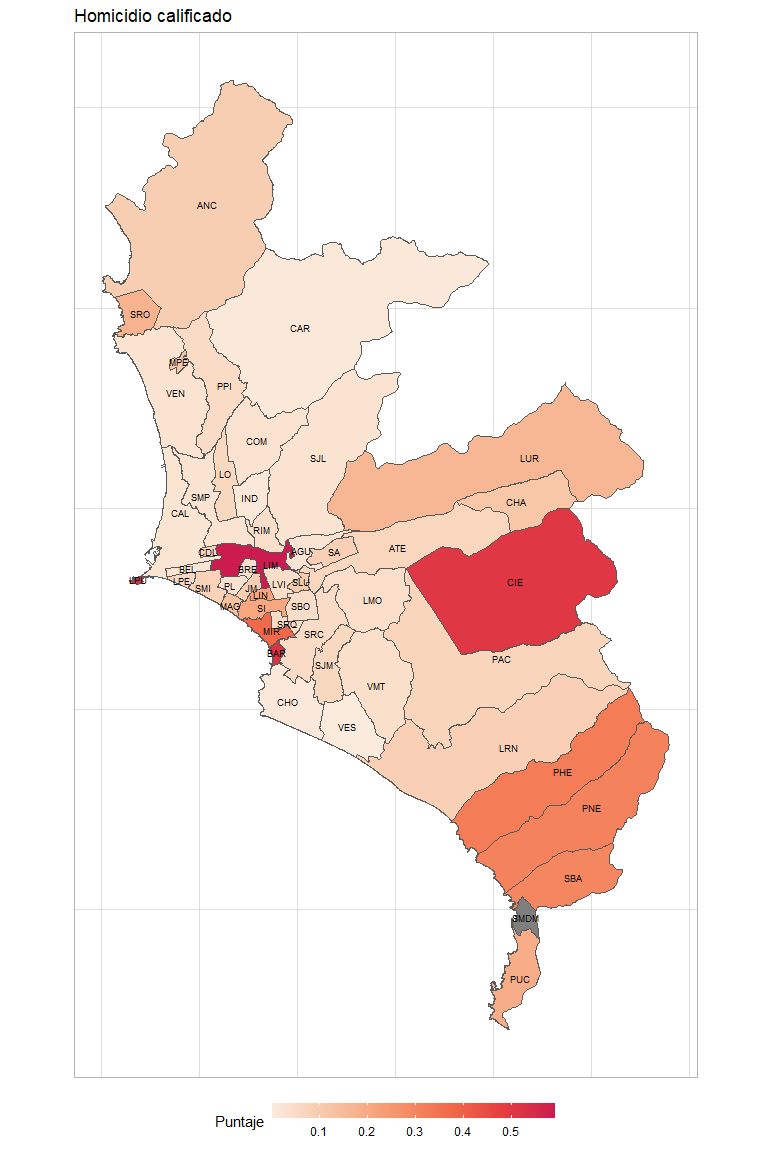 Homicidio calificado
ANC
SRO
CAR
MPE
VEN
PPI
COM
SJL
LUR
LO
SMP
IND
CHA
CAL
RIM
CDL
LIM
AGU
SA
ATE
BEL
BRE
LPE
SMI
PL
JM
LVI
SLU
CIE
LIN
MAG
SI
SBO
LMO
SRQ
MIR
SRC
BAR
SJM
PAC
VMT
CHO
VES
LRN
PHE
PNE
SBA
SMDM
PUC
Puntaje
0.1 0.2 0.3 0.4 0.5